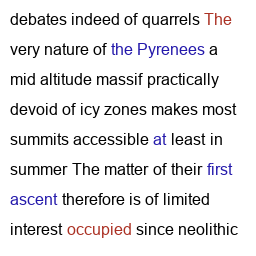 debates indeed of quarrels The
very nature of the Pyrenees a
mid altitude massif practically
devoid of icy zones makes most
summits accessible at least in
summer The matter of their first
ascent therefore is of limited
interest occupied since neolithic